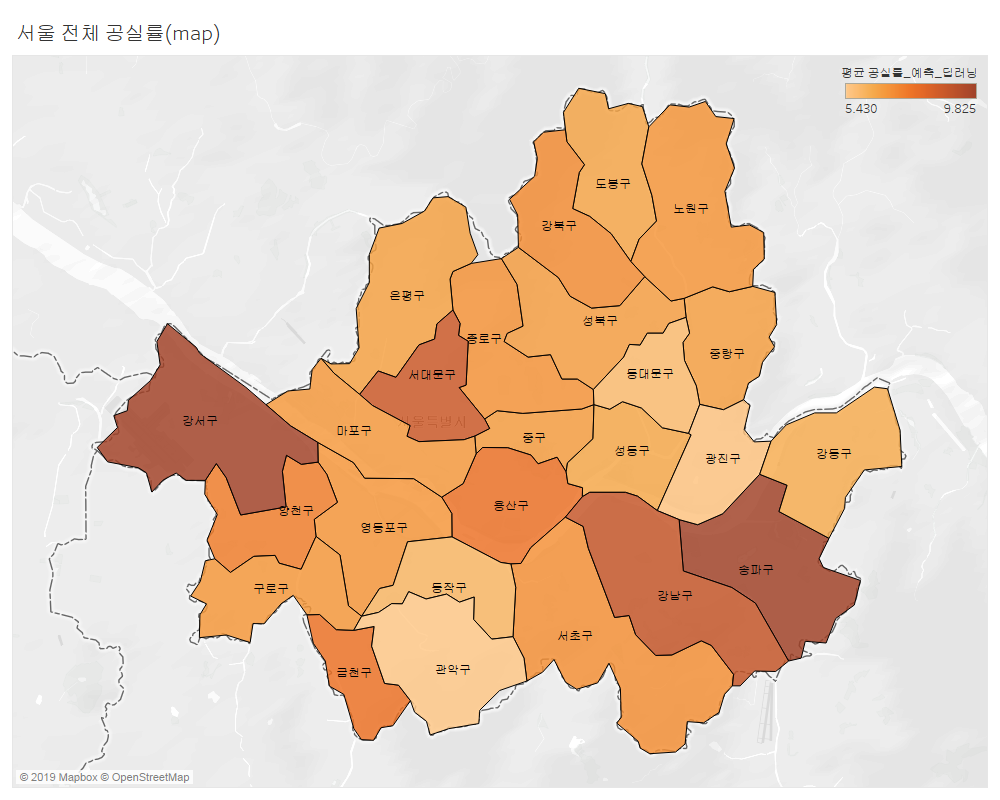 서울 전체 공실률(map)
평균 공실률_예측_딥러닝
5.430 9.825
도봉구
노원구
강북구
은평구
성북구
종로구
중랑구
서대문구
동대문구
강서구
서울특별시
마포구
중구
성동구
광진구
강동구
양천구
용산구
영등포구
송파구
구로구
동작구
강남구
서초구
금천구
관악구
© 2019 Mapbox © OpenStreetMap